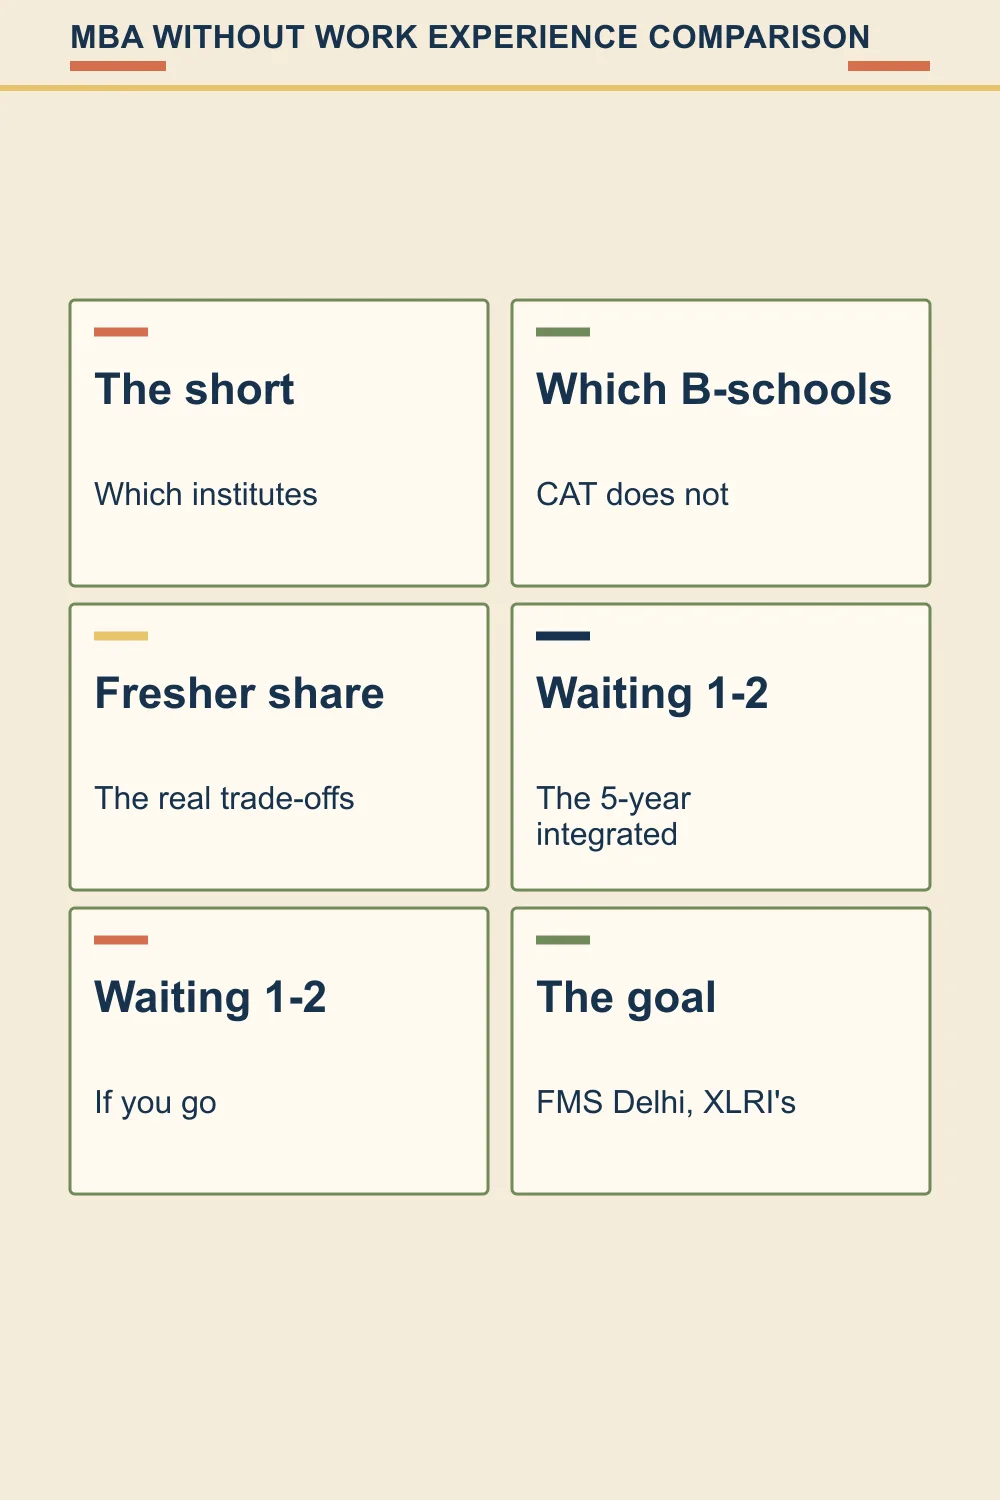 MBA WITHOUT WORK EXPERIENCE COMPARISON
The short
Which institutes
Which B-schools
CAT does not
Fresher share
The real trade-offs
Waiting 1-2
The 5-year
integrated
Waiting 1-2
If you go
The goal
FMS Delhi, XLRI's